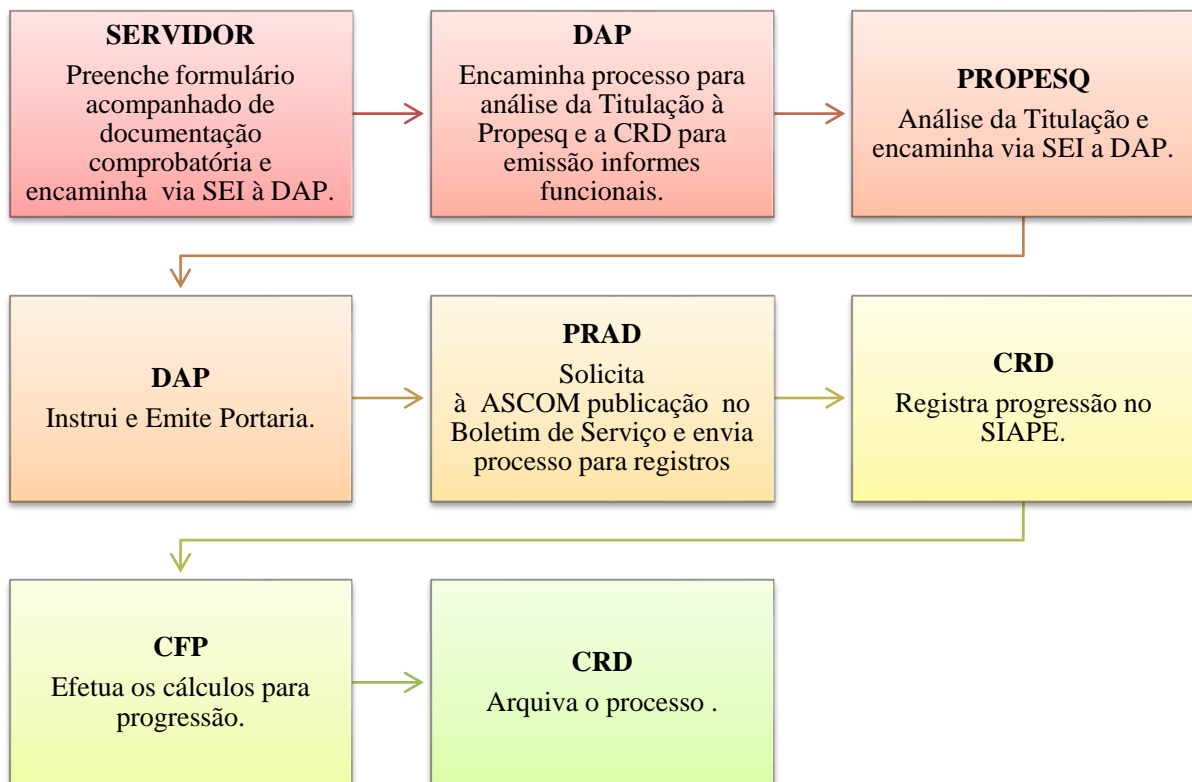 SERVIDOR
Preenche formulário
acompanhado de
documentação
comprobatória e
encaminha via SEI à DAP.
DAP
Encaminha processo para
análise da Titulação à
Propesq e a CRD para
emissão informes
funcionais.
PROPESQ
Análise da Titulação e
encaminha via SEI a DAP.
DAP
Instrui e Emite Portaria.
PRAD
Solicita
à ASCOM publicação no
Boletim de Serviço e envia
processo para registros
CRD
Registra progressão no
SIAPE.
CFP
Efetua os cálculos para
progressão.
CRD
Arquiva o processo .